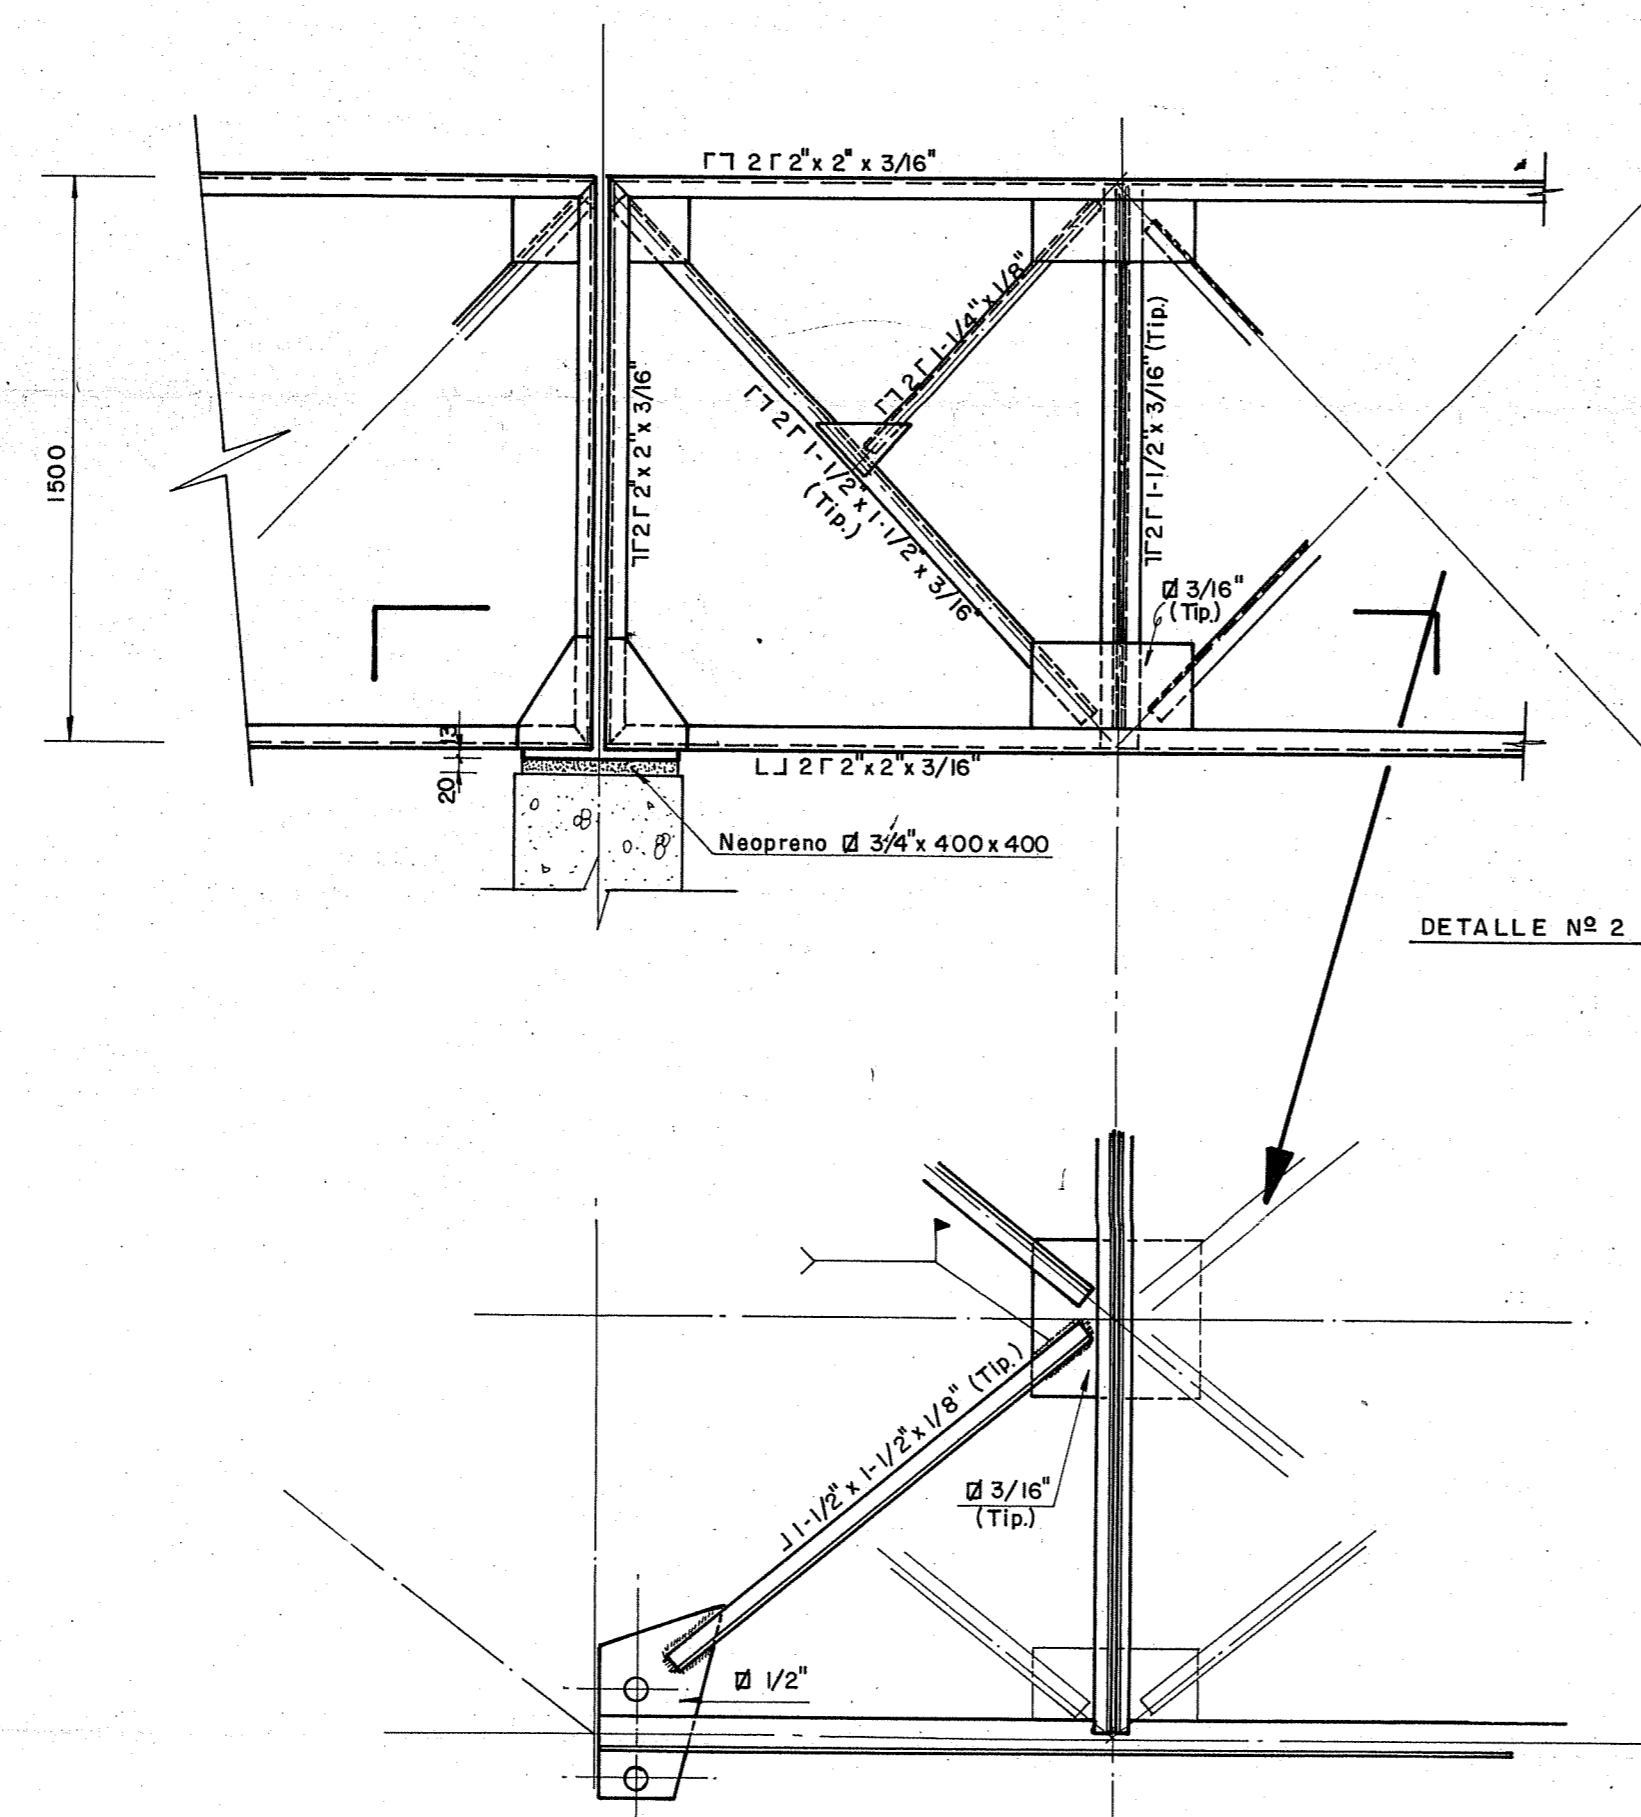 2 Γ 2" x 2" x 3/16"
1500
2 Γ 2" x 2" x 3/16"
2 Γ 1-1/4" x 1/8"
2 Γ 1-1/2" x 1-1/2" x 3/16"
(Tip.)
2 Γ 1-1/2" x 3/16" (Tip.)
3/16"
(Tip.)
13
20
2 Γ 2" x 2" x 3/16"
Neopreno 3/4" x 400 x 400
DETALLE Nº 2
1-1/2" x 1-1/2" x 1/8" (Tip.)
3/16"
(Tip.)
1/2"